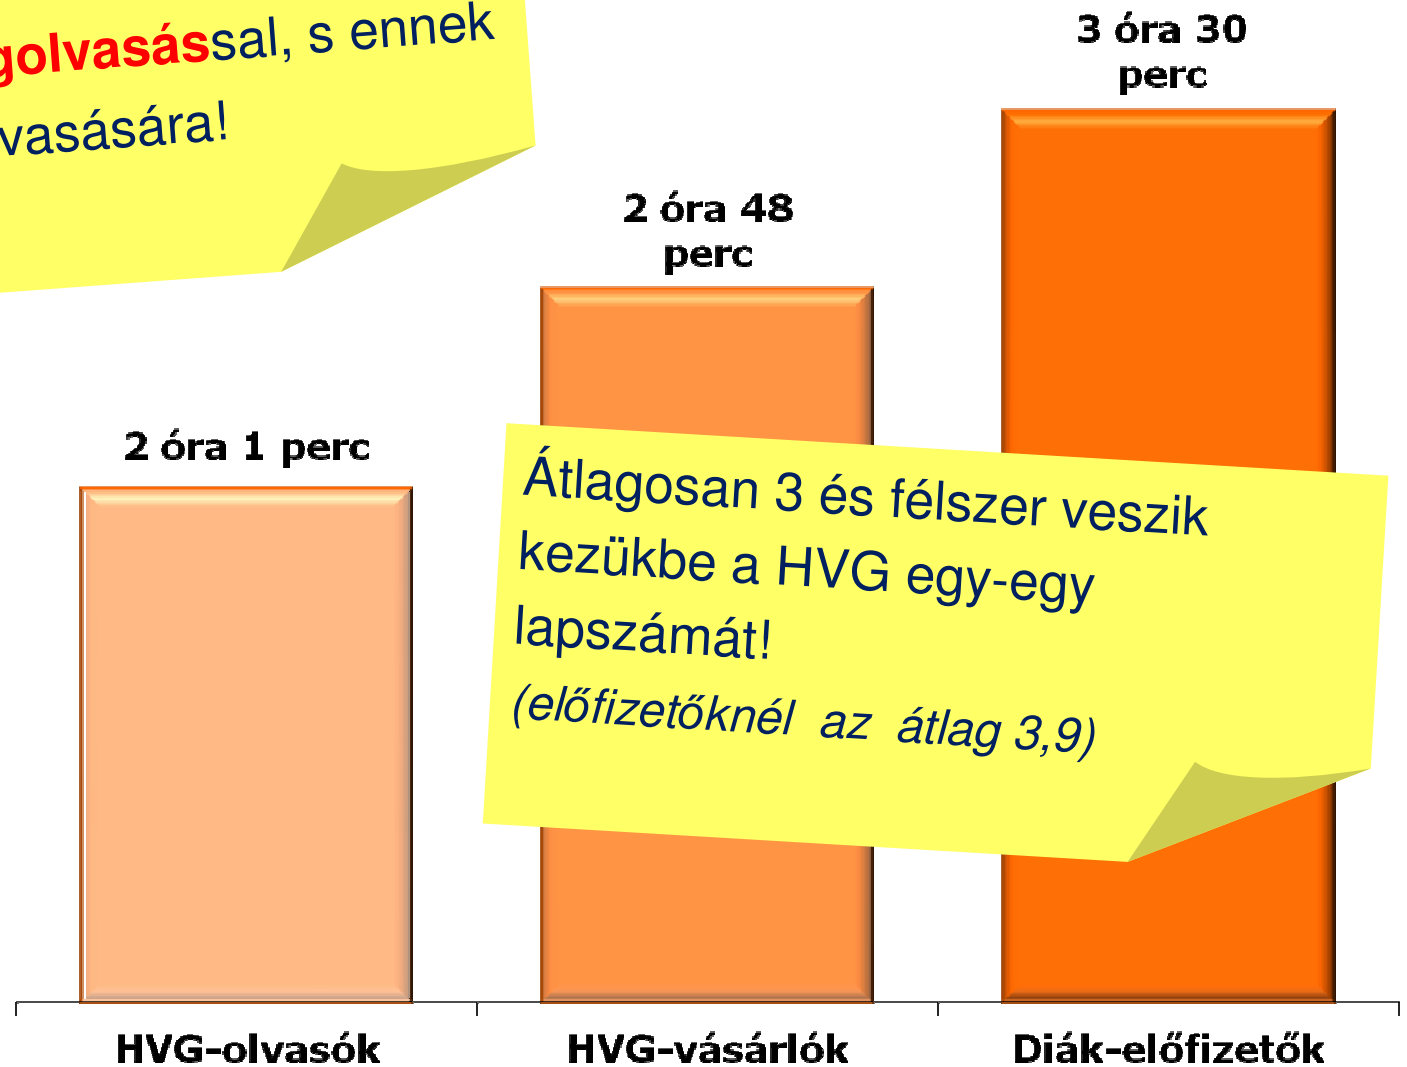 golvasással, s ennek
vasására!
3 óra 30
perc
2 óra 48
perc
2 óra 1 perc
Átlagosan 3 és félszer veszik
kezükbe a HVG egy-egy
lapszámát!
(előfizetőknél az átlag 3,9)
HVG-olvasók
HVG-vásárlók
Diák-előfizetők